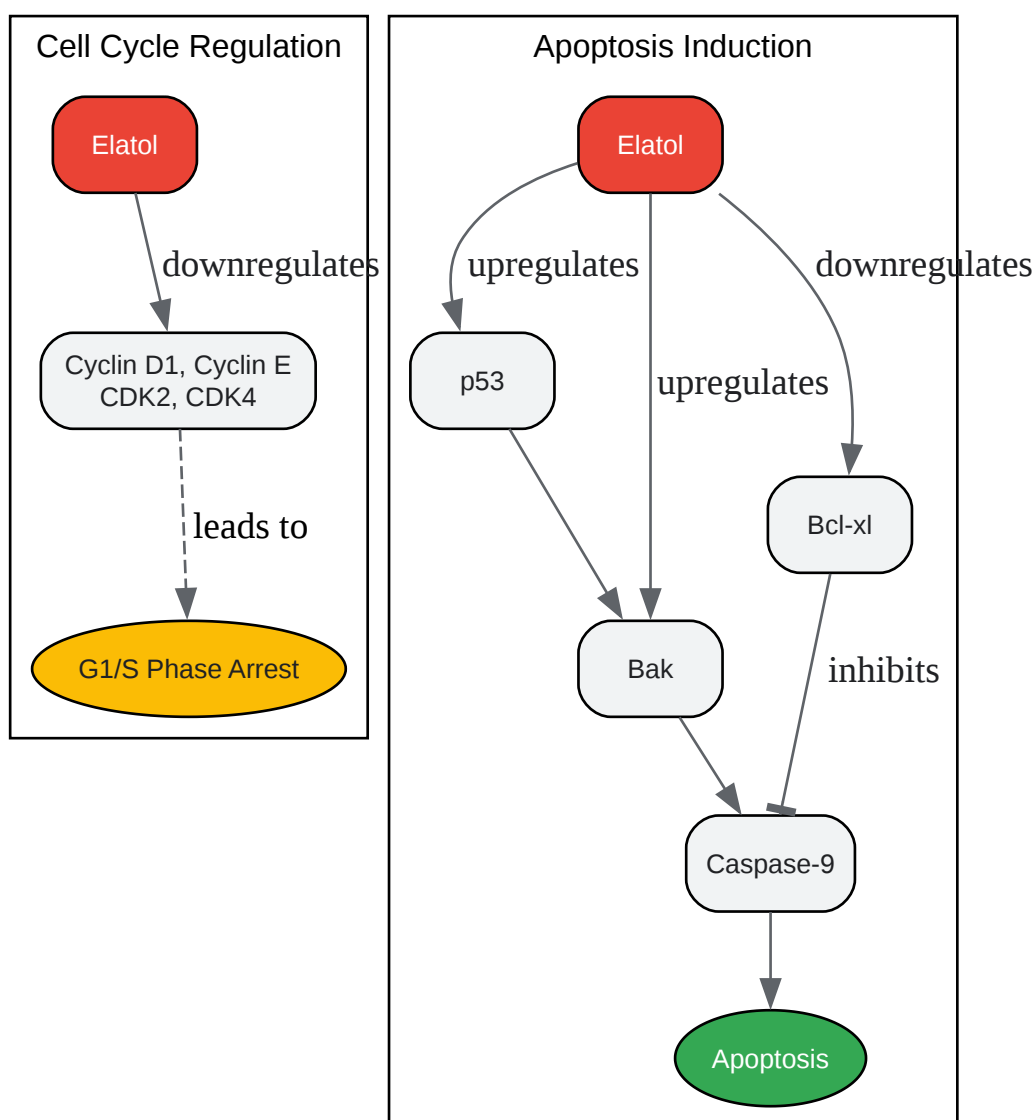 Cell Cycle Regulation
Elatol
downregulates
Cyclin D1, Cyclin E
CDK2, CDK4
leads to
G1/S Phase Arrest
Apoptosis Induction
Elatol
upregulates
downregulates
p53
upregulates
Bcl-xl
Bak
inhibits
Caspase-9
Apoptosis